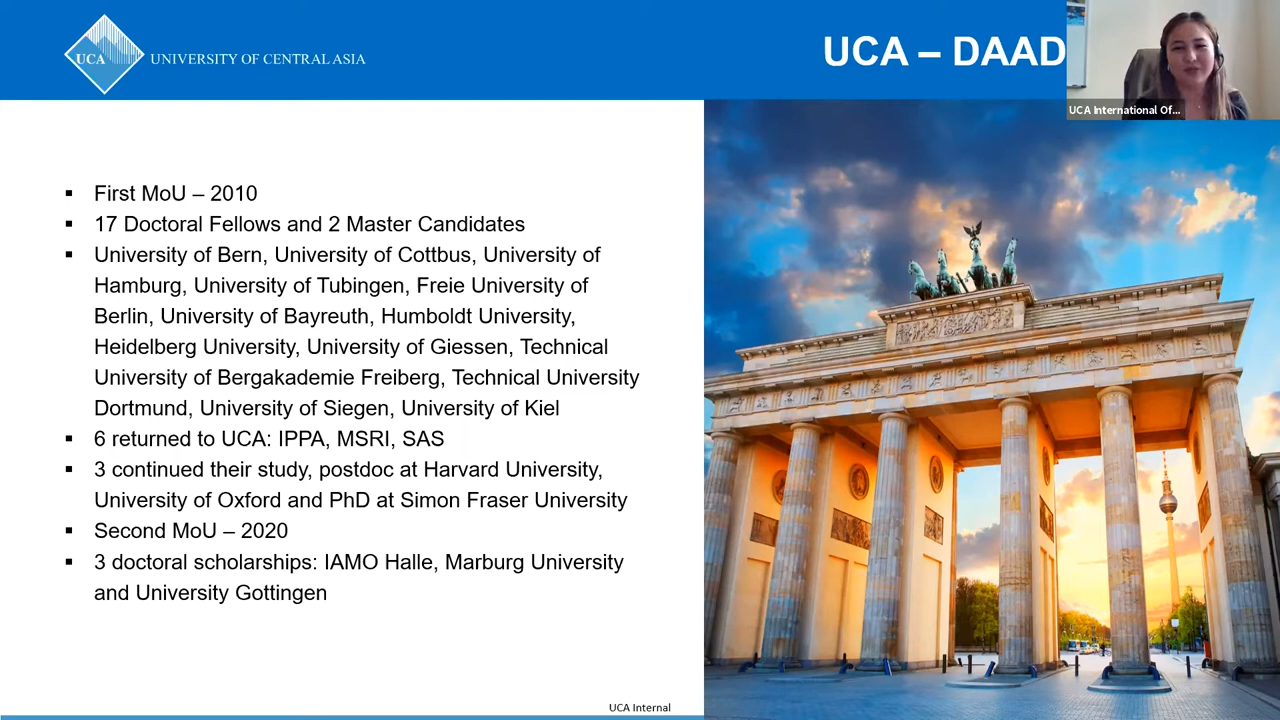 UCA
UNIVERSITY OF CENTRAL ASIA
UCA – DAAD
UCA International Of...
▪ First MoU – 2010
▪ 17 Doctoral Fellows and 2 Master Candidates
▪ University of Bern, University of Cottbus, University of
Hamburg, University of Tubingen, Freie University of
Berlin, University of Bayreuth, Humboldt University,
Heidelberg University, University of Giessen, Technical
University of Bergakademie Freiberg, Technical University
Dortmund, University of Siegen, University of Kiel
▪ 6 returned to UCA: IPPA, MSRI, SAS
▪ 3 continued their study, postdoc at Harvard University,
University of Oxford and PhD at Simon Fraser University
▪ Second MoU – 2020
▪ 3 doctoral scholarships: IAMO Halle, Marburg University
and University Gottingen
UCA Internal